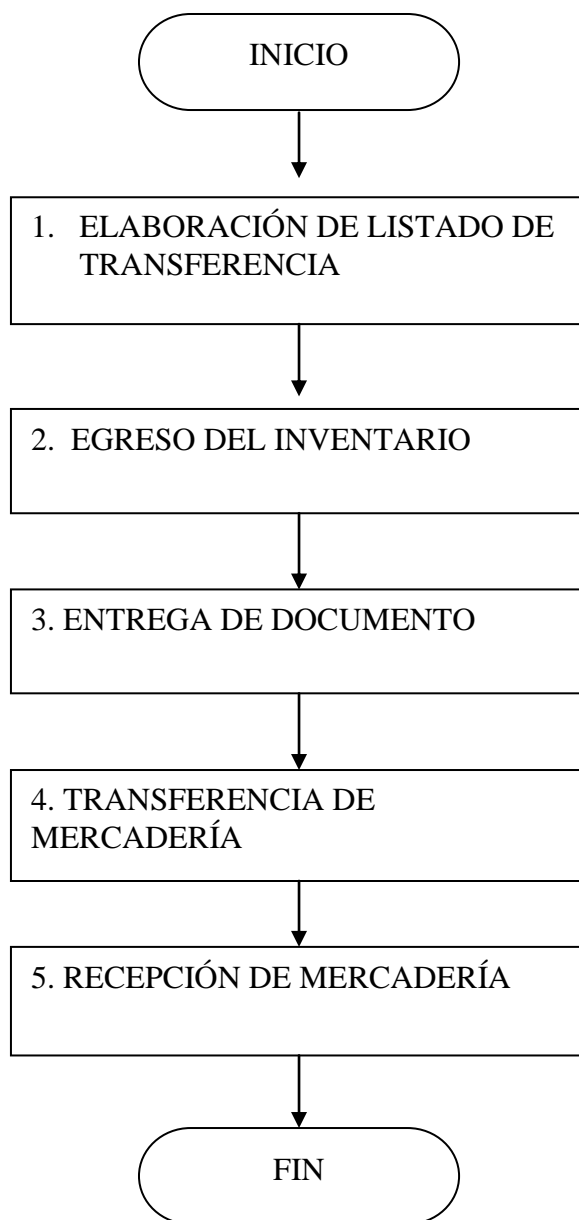 INICIO
1. ELABORACIÓN DE LISTADO DE
TRANSFERENCIA
2. EGRESO DEL INVENTARIO
3. ENTREGA DE DOCUMENTO
4. TRANSFERENCIA DE
MERCADERÍA
5. RECEPCIÓN DE MERCADERÍA
FIN